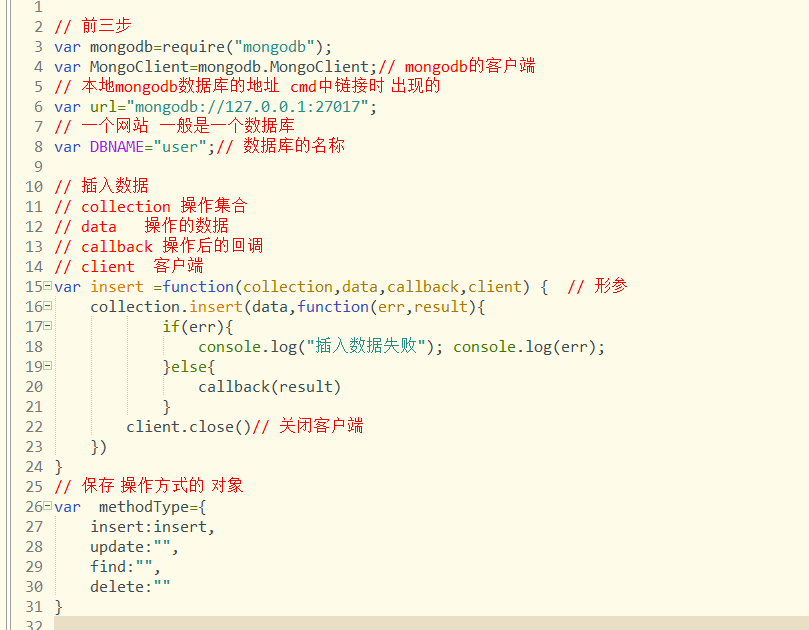 1
2 // 前三步
3 var mongodb=require("mongodb");
4 var MongoClient=mongodb.MongoClient;// mongodb的客户端
5 // 本地mongodb数据库的地址 cmd中链接时 出现的
6 var url="mongodb://127.0.0.1:27017";
7 // 一个网站 一般是一个数据库
8 var DBNAME="user";// 数据库的名称
9
10 // 插入数据
11 // collection 操作集合
12 // data   操作的数据
13 // callback 操作后的回调
14 // client  客户端
15 var insert =function(collection,data,callback,client) {  // 形参
16     collection.insert(data,function(err,result){
17             if(err){
18                 console.log("插入数据失败"); console.log(err);
19             }else{
20                 callback(result)
21             }
22         client.close()// 关闭客户端
23     })
24 }
25 // 保存 操作方式的 对象
26 var  methodType={
27     insert:insert,
28     update:"",
29     find:"",
30     delete:""
31 }
32